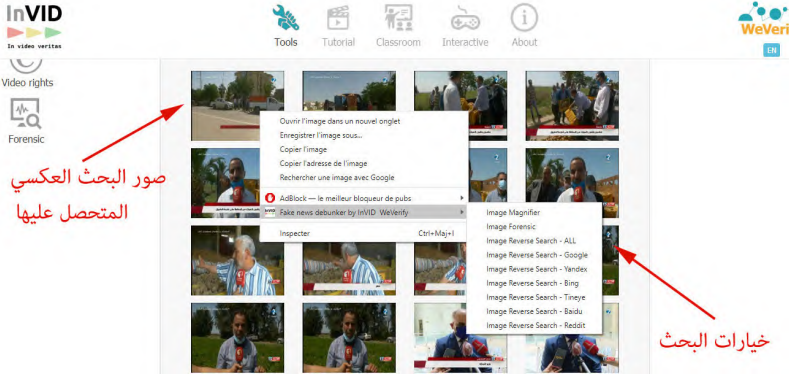 InVID
In video veritas
Tools
Tutorial
Classroom
Interactive
About
WeVeri
EN
Video rights
Forensic
صور البحث العكسي
المتحصل عليها
Ouvrir l'image dans un nouvel onglet
Enregistrer l'image sous...
Copier l'image
Copier l'adresse de l'image
Rechercher une image avec Google
AdBlock — le meilleur bloqueur de pubs
InVID Fake news debunker by InVID WeVerify
Inspecter Ctrl+Maj+I
Image Magnifier
Image Forensic
Image Reverse Search - ALL
Image Reverse Search - Google
Image Reverse Search - Yandex
Image Reverse Search - Bing
Image Reverse Search - Tineye
Image Reverse Search - Baidu
Image Reverse Search - Reddit
خيارات البحث